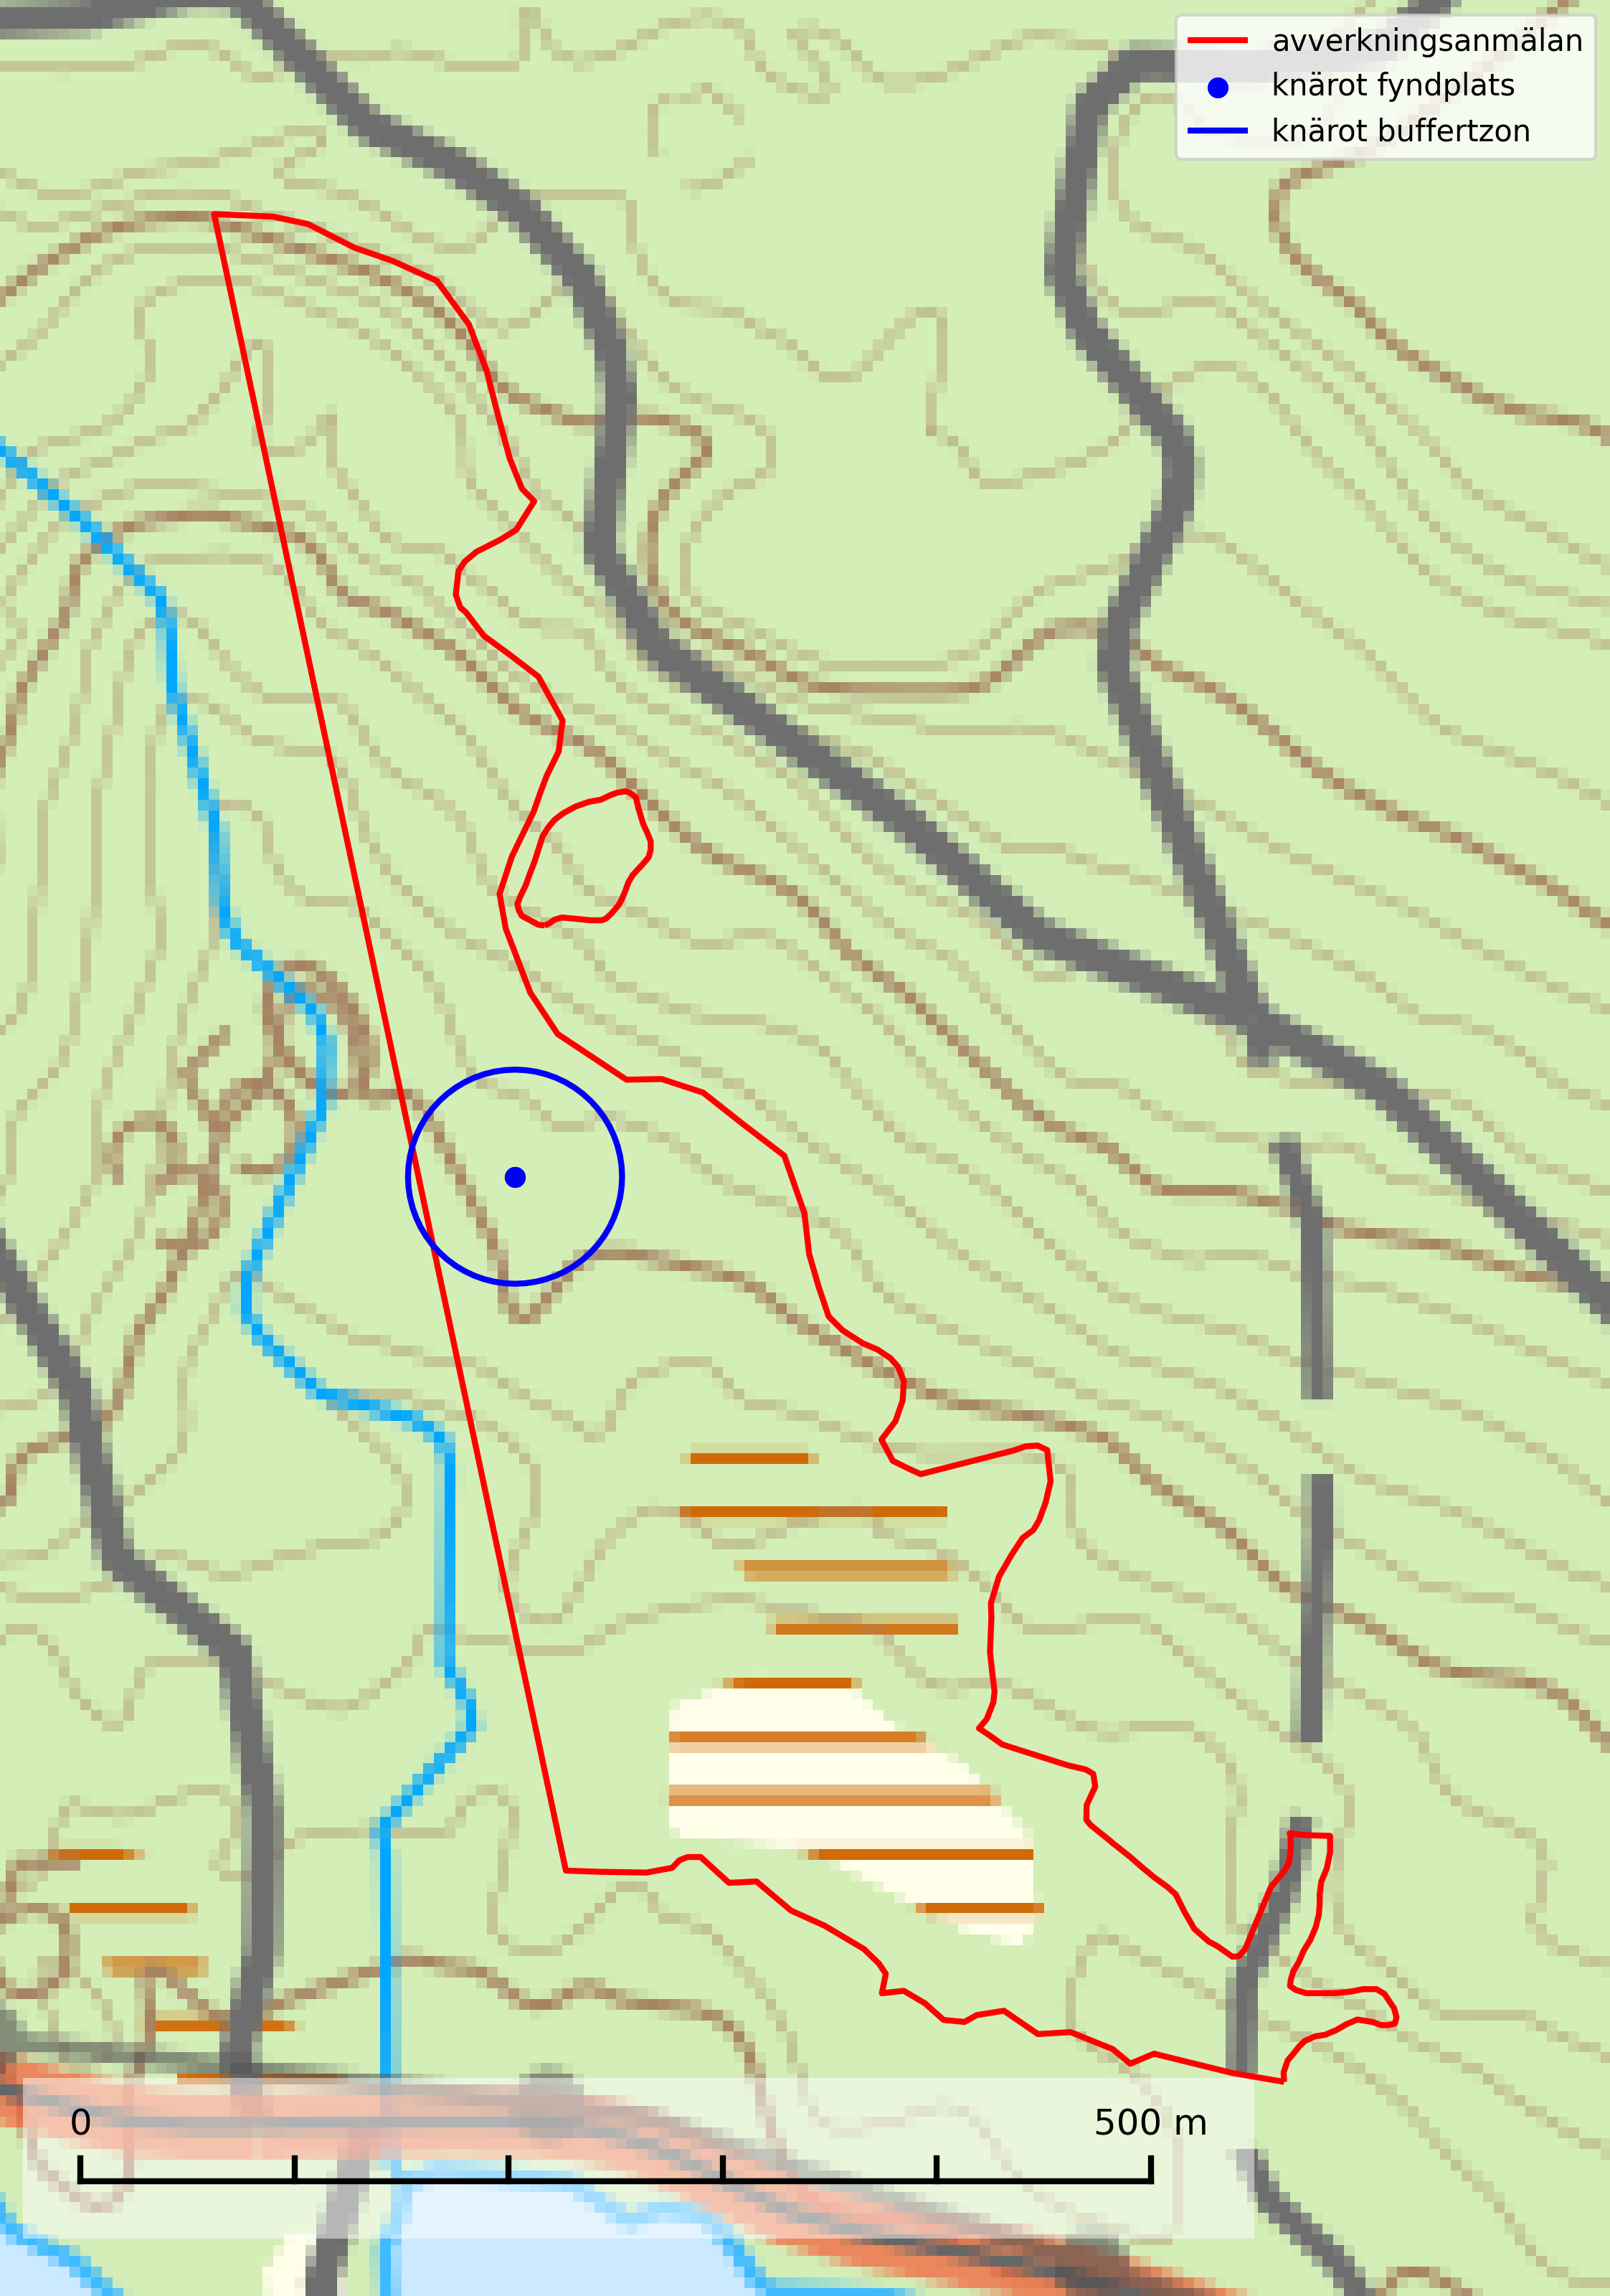 avverkningsanmälan
knärot fyndplats
knärot buffertzon
0 500 m